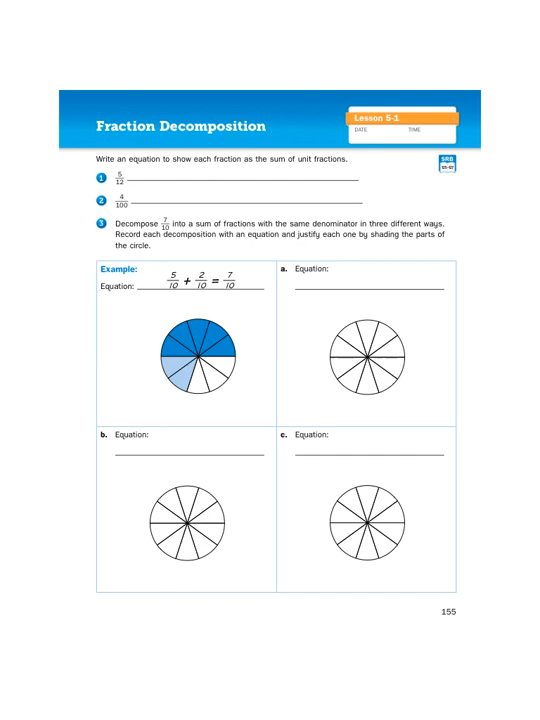 Fraction Decomposition
Lesson 5-1
DATE TIME
SRB
Write an equation to show each fraction as the sum of unit fractions.
1 5/12
2 4/100
3 Decompose 7/10 into a sum of fractions with the same denominator in three different ways.
Record each decomposition with an equation and justify each one by shading the parts of
the circle.
Example:
Equation: 5/10 + 2/10 = 7/10
a. Equation:
b. Equation:
c. Equation:
155